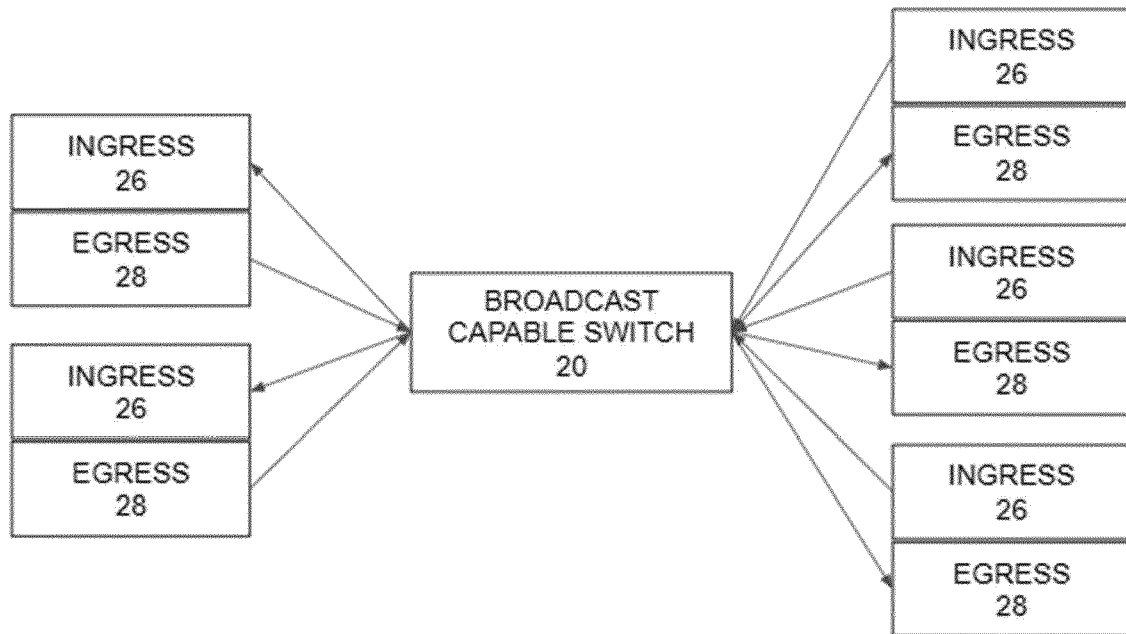 INGRESS
26
EGRESS
28
INGRESS
26
EGRESS
28
BROADCAST
CAPABLE SWITCH
20
INGRESS
26
EGRESS
28
INGRESS
26
EGRESS
28
INGRESS
26
EGRESS
28